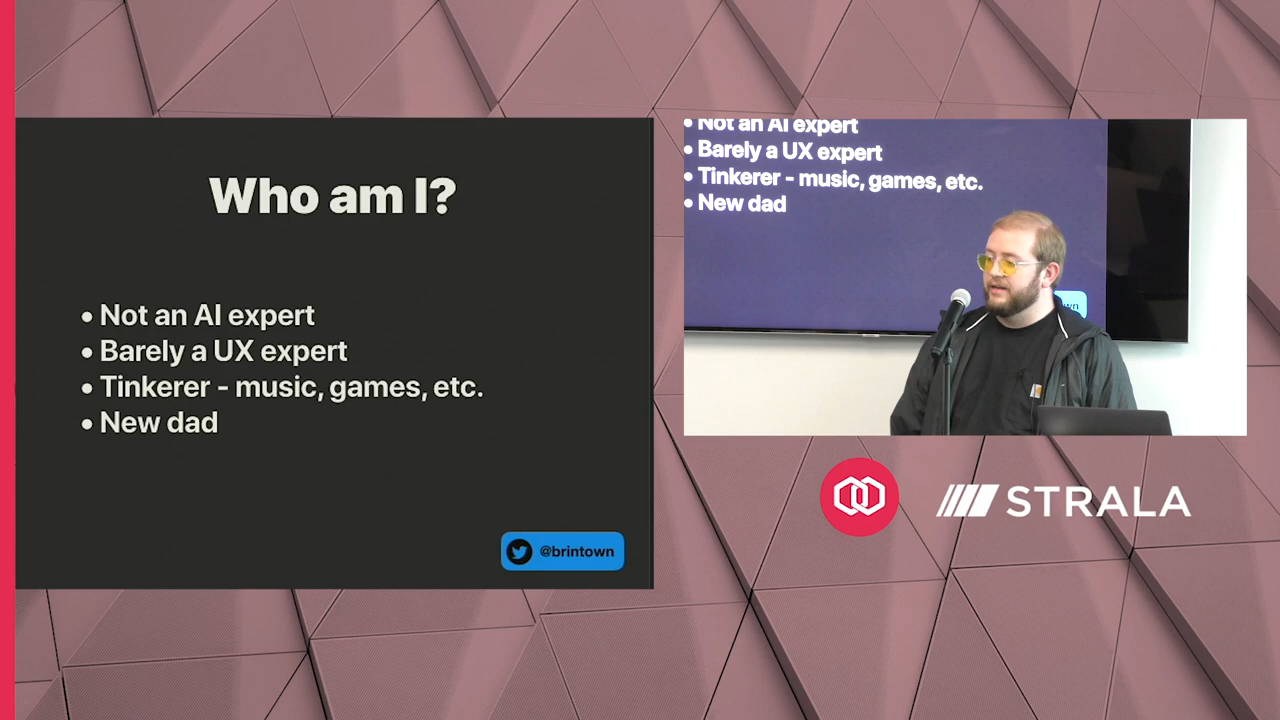 Who am I?
• Not an AI expert
• Barely a UX expert
• Tinkerer - music, games, etc.
• New dad
@brintown
• Not an AI expert
• Barely a UX expert
• Tinkerer - music, games, etc.
• New dad
wn
STRALA